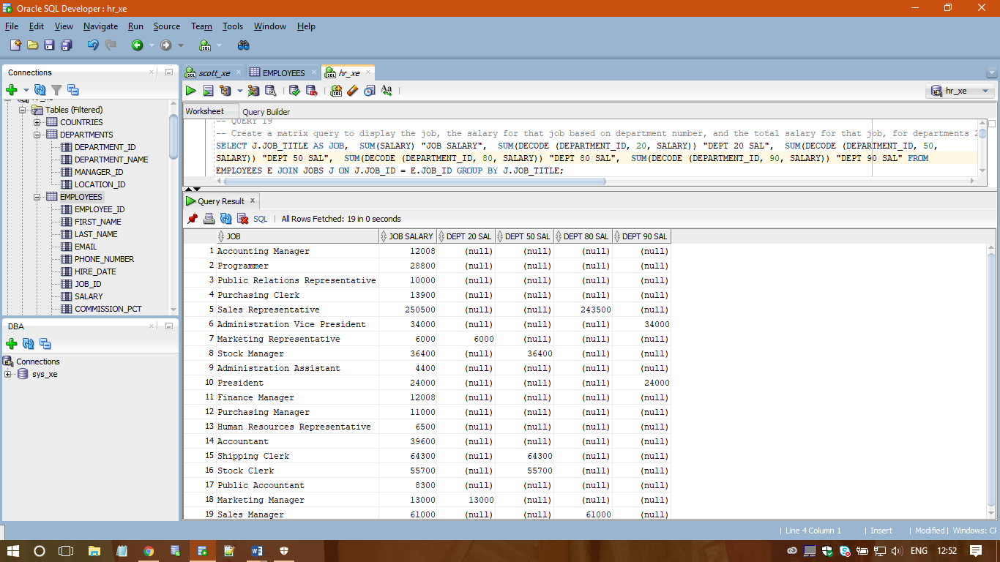 Oracle SQL Developer : hr_xe
File Edit View Navigate Run Source Team Tools Window Help
Connections
Tables (Filtered)
COUNTRIES
DEPARTMENTS
DEPARTMENT_ID
DEPARTMENT_NAME
MANAGER_ID
LOCATION_ID
EMPLOYEES
EMPLOYEE_ID
FIRST_NAME
LAST_NAME
EMAIL
PHONE_NUMBER
HIRE_DATE
JOB_ID
SALARY
COMMISSION_PCT
DBA
Connections
sys_xe
scott_xe EMPLOYEES hr_xe
SQL Aa hr_xe
Worksheet Query Builder
-- QUERY 19
-- Create a matrix query to display the job, the salary for that job based on department number, and the total salary for that job, for departments 2
SELECT J.JOB_TITLE AS JOB, SUM(SALARY) "JOB SALARY", SUM(DECODE (DEPARTMENT_ID, 20, SALARY)) "DEPT 20 SAL", SUM(DECODE (DEPARTMENT_ID, 50,
SALARY)) "DEPT 50 SAL", SUM(DECODE (DEPARTMENT_ID, 80, SALARY)) "DEPT 80 SAL", SUM(DECODE (DEPARTMENT_ID, 90, SALARY)) "DEPT 90 SAL" FROM
EMPLOYEES E JOIN JOBS J ON J.JOB_ID = E.JOB_ID GROUP BY J.JOB_TITLE;
Query Result x
SQL | All Rows Fetched: 19 in 0 seconds
JOB JOB SALARY DEPT 20 SAL DEPT 50 SAL DEPT 80 SAL DEPT 90 SAL
1 Accounting Manager 12008 (null) (null) (null) (null)
2 Programmer 28800 (null) (null) (null) (null)
3 Public Relations Representative 10000 (null) (null) (null) (null)
4 Purchasing Clerk 13900 (null) (null) (null) (null)
5 Sales Representative 250500 (null) (null) 243500 (null)
6 Administration Vice President 34000 (null) (null) (null) 34000
7 Marketing Representative 6000 6000 (null) (null) (null)
8 Stock Manager 36400 (null) 36400 (null) (null)
9 Administration Assistant 4400 (null) (null) (null) (null)
10 President 24000 (null) (null) (null) 24000
11 Finance Manager 12008 (null) (null) (null) (null)
12 Purchasing Manager 11000 (null) (null) (null) (null)
13 Human Resources Representative 6500 (null) (null) (null) (null)
14 Accountant 39600 (null) (null) (null) (null)
15 Shipping Clerk 64300 (null) 64300 (null) (null)
16 Stock Clerk 55700 (null) 55700 (null) (null)
17 Public Accountant 8300 (null) (null) (null) (null)
18 Marketing Manager 13000 13000 (null) (null) (null)
19 Sales Manager 61000 (null) (null) 61000 (null)
| Line 4 Column 1 | Insert | Modified | Windows: CF
ENG 12:52